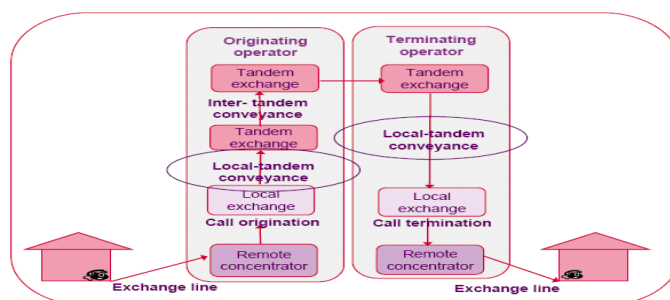 Originating
operator
Tandem
exchange
Inter- tandem
conveyance
Tandem
exchange
Local-tandem
conveyance
Local
exchange
Call origination
Remote
concentrator
Exchange line
Terminating
operator
Tandem
exchange
Local-tandem
conveyance
Local
exchange
Call termination
Remote
concentrator
Exchange line